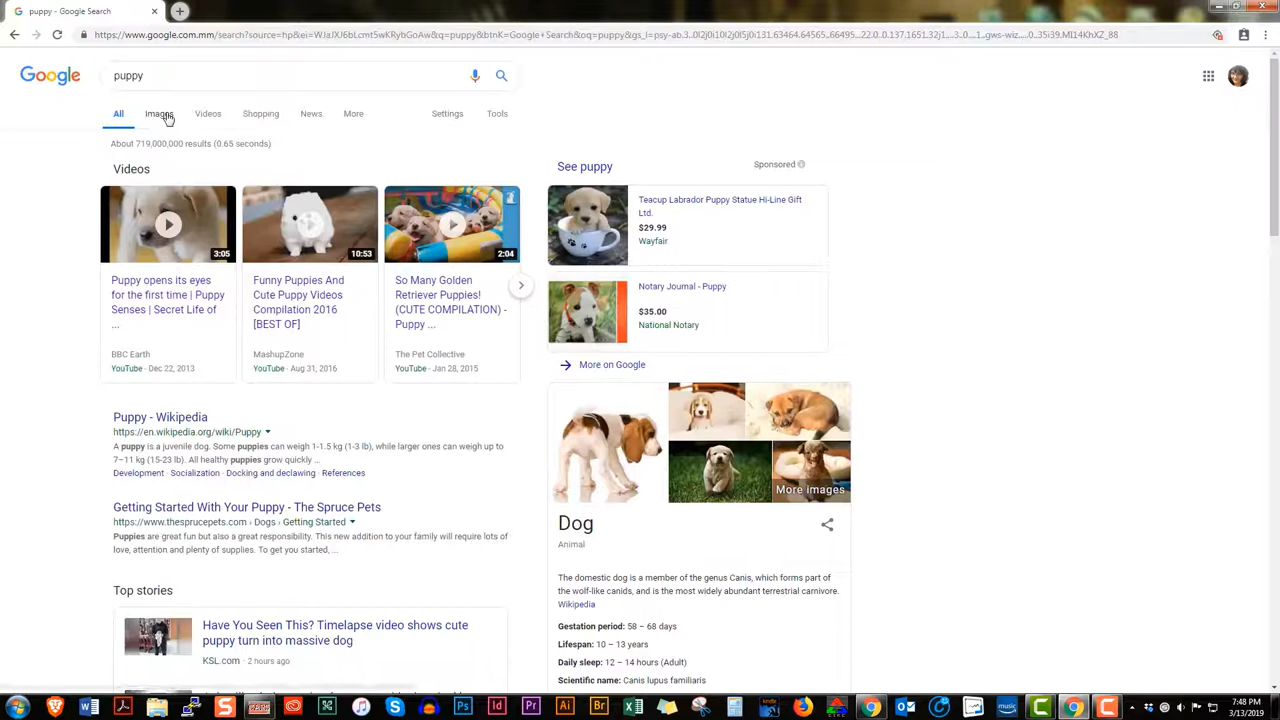 puppy - Google Search
https://www.google.com.mm/search?source=hp&ei=
Google
puppy
All Images Videos Shopping News More Settings Tools
About 719,000,000 results (0.65 seconds)
Videos
3:05
10:53
2:04
Puppy opens its eyes
for the first time | Puppy
Senses | Secret Life of
...
BBC Earth
YouTube - Dec 22, 2013
Funny Puppies And
Cute Puppy Videos
Compilation 2016
[BEST OF]
MashupZone
YouTube - Aug 31, 2016
So Many Golden
Retriever Puppies!
(CUTE COMPILATION) -
Puppy ...
The Pet Collective
YouTube - Jan 28, 2015
Puppy - Wikipedia
https://en.wikipedia.org/wiki/Puppy
A puppy is a juvenile dog. Some puppies can weigh 1-1.5 kg (1-3 lb), while larger ones can weigh up to
7–11 kg (15-23 lb). All healthy puppies grow quickly ...
Development · Socialization · Docking and declawing · References
Getting Started With Your Puppy - The Spruce Pets
https://www.thesprucepets.com › Dogs › Getting Started
Puppies are great fun but also a great responsibility. This new addition to your family will require lots of
love, attention and plenty of supplies. To get you started, ...
Top stories
Have You Seen This? Timelapse video shows cute
puppy turn into massive dog
KSL.com - 2 hours ago
See puppy
Sponsored
Teacup Labrador Puppy Statue Hi-Line Gift
Ltd.
$29.99
Wayfair
Notary Journal - Puppy
$35.00
National Notary
More on Google
More images
Dog
Animal
The domestic dog is a member of the genus Canis, which forms part of
the wolf-like canids, and is the most widely abundant terrestrial carnivore.
Wikipedia
Gestation period: 58 – 68 days
Lifespan: 10 – 13 years
Daily sleep: 12 – 14 hours (Adult)
Scientific name: Canis lupus familiaris
Ps
Id
Pr
Ai
Br
music
7:48 PM
3/13/2019